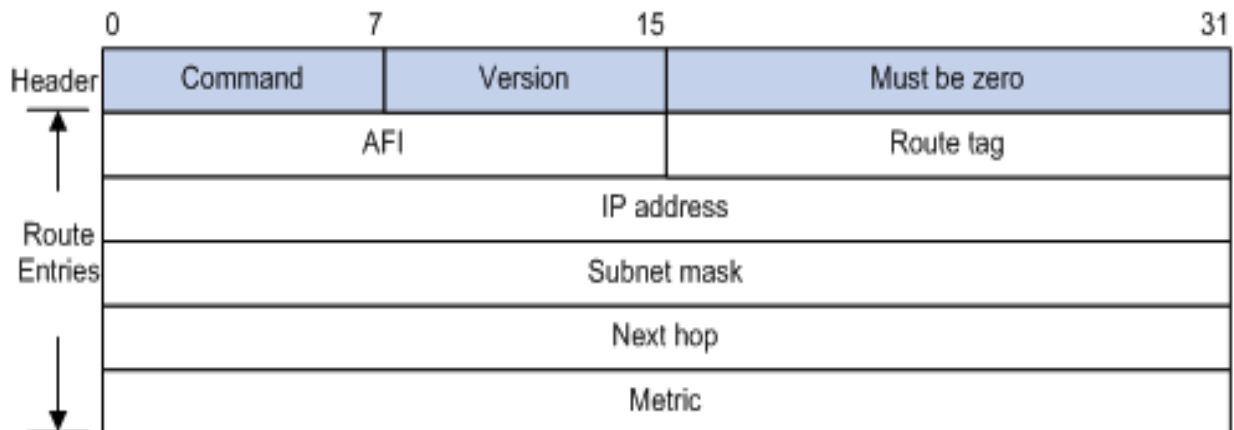 0 7 15 31
Header Command Version Must be zero
AFI Route tag
IP address
Route
Entries
Subnet mask
Next hop
Metric